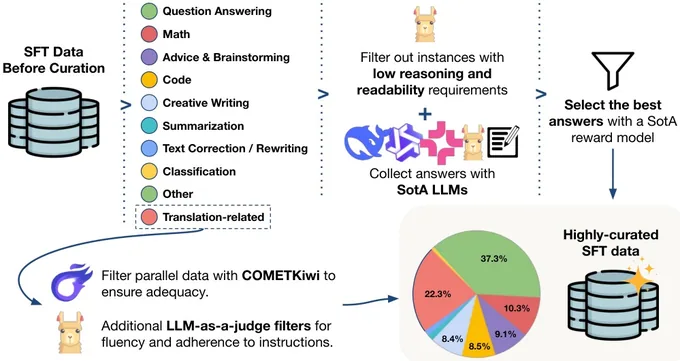 SFT Data
Before Curation
Question Answering
Math
Advice & Brainstorming
Code
Creative Writing
Summarization
Text Correction / Rewriting
Classification
Other
Translation-related
Filter out instances with
low reasoning and
readability requirements
+
Collect answers with
SotA LLMs
Select the best
answers with a SotA
reward model
Filter parallel data with COMETKiwi to
ensure adequacy.
Additional LLM-as-a-judge filters for
fluency and adherence to instructions.
37.3%
10.3%
9.1%
8.5%
8.4%
22.3%
Highly-curated
SFT data